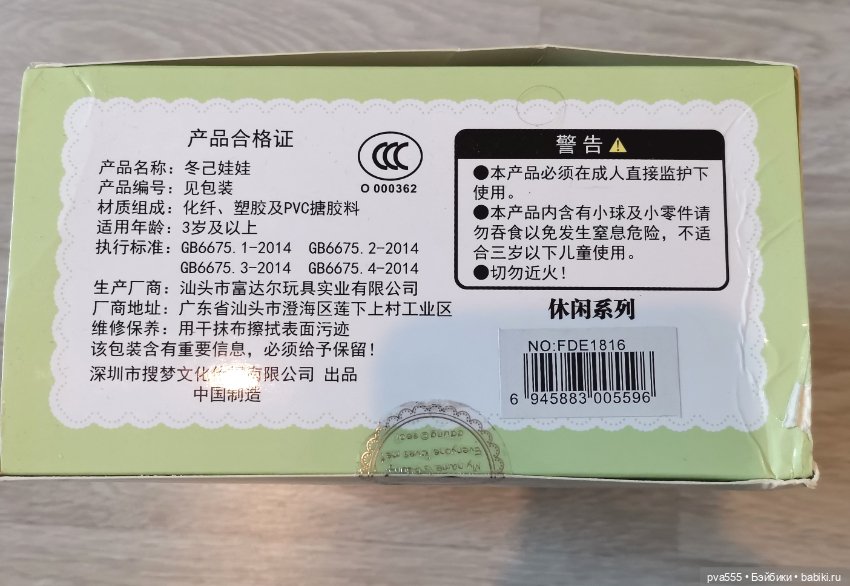 产品合格证
产品名称：冬己娃娃
产品编号：见包装
材质组成：化纤、塑胶及PVC搪胶料
适用年龄：3岁及以上
执行标准：GB6675.1-2014 GB6675.2-2014
GB6675.3-2014 GB6675.4-2014
生产厂商：汕头市富达尔玩具实业有限公司
厂商地址：广东省汕头市澄海区莲下上村工业区
维修保养：用干抹布擦拭表面污迹
该包装含有重要信息，必须给予保留！
深圳市搜梦文化 有限公司 出品
中国制造
CCC
O 000362
警告
●本产品必须在成人直接监护下
使用。
●本产品内含有小球及小零件请
勿吞食以免发生窒息危险，不适
合三岁以下儿童使用。
●切勿近火！
休闲系列
NO:FDE1816
6 945883 005596
pva555 • Бэйбики • babiki.ru